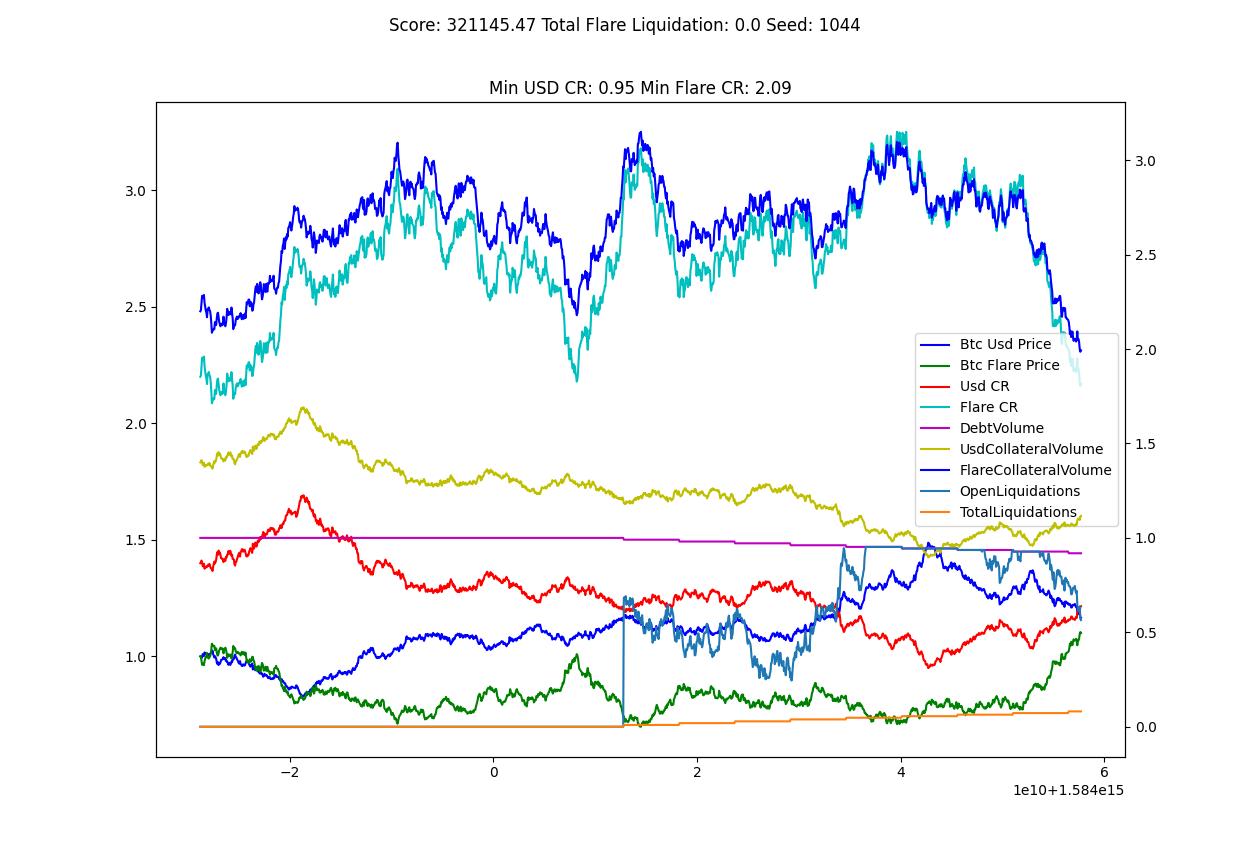 Score: 321145.47 Total Flare Liquidation: 0.0 Seed: 1044
Min USD CR: 0.95 Min Flare CR: 2.09
3.0
2.5
2.0
1.5
1.0
3.0
2.5
2.0
1.5
1.0
0.5
0.0
Btc Usd Price
Btc Flare Price
Usd CR
Flare CR
DebtVolume
UsdCollateralVolume
FlareCollateralVolume
OpenLiquidations
TotalLiquidations
−2 0 2 4 6
1e10+1.584e15